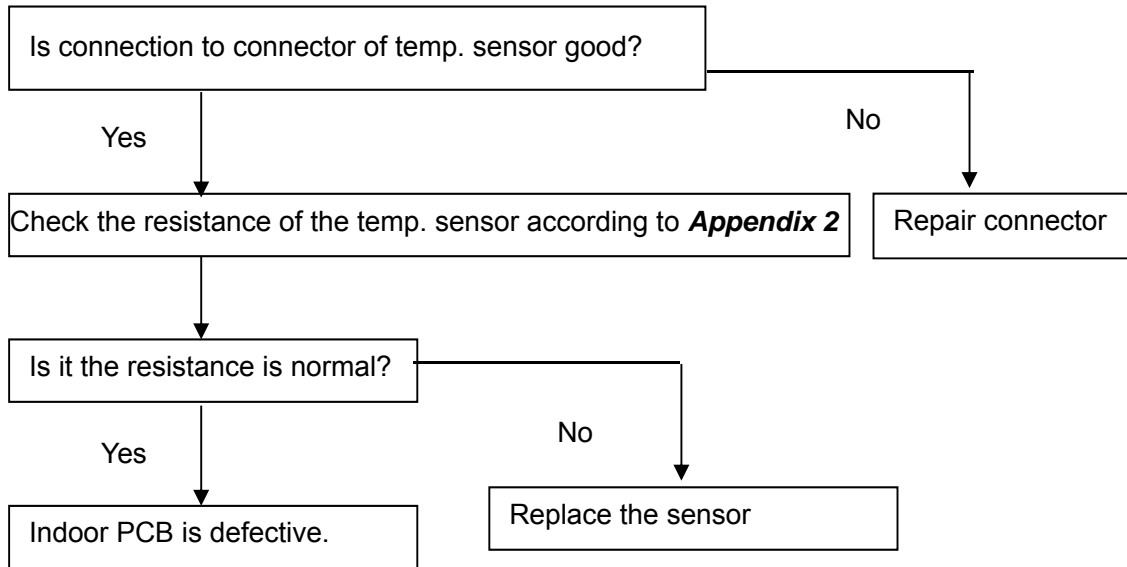 Is connection to connector of temp. sensor good?
Yes
No
Check the resistance of the temp. sensor according to Appendix 2
Repair connector
Is it the resistance is normal?
Yes
No
Indoor PCB is defective.
Replace the sensor